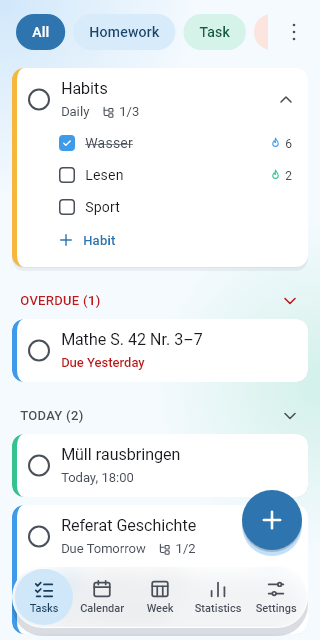 All
Homework
Task
Habits
Daily 1/3
Wasser 6
Lesen 2
Sport
Habit
OVERDUE (1)
Mathe S. 42 Nr. 3–7
Due Yesterday
TODAY (2)
Müll rausbringen
Today, 18:00
Referat Geschichte
Due Tomorrow 1/2
Tasks
Calendar
Week
Statistics
Settings